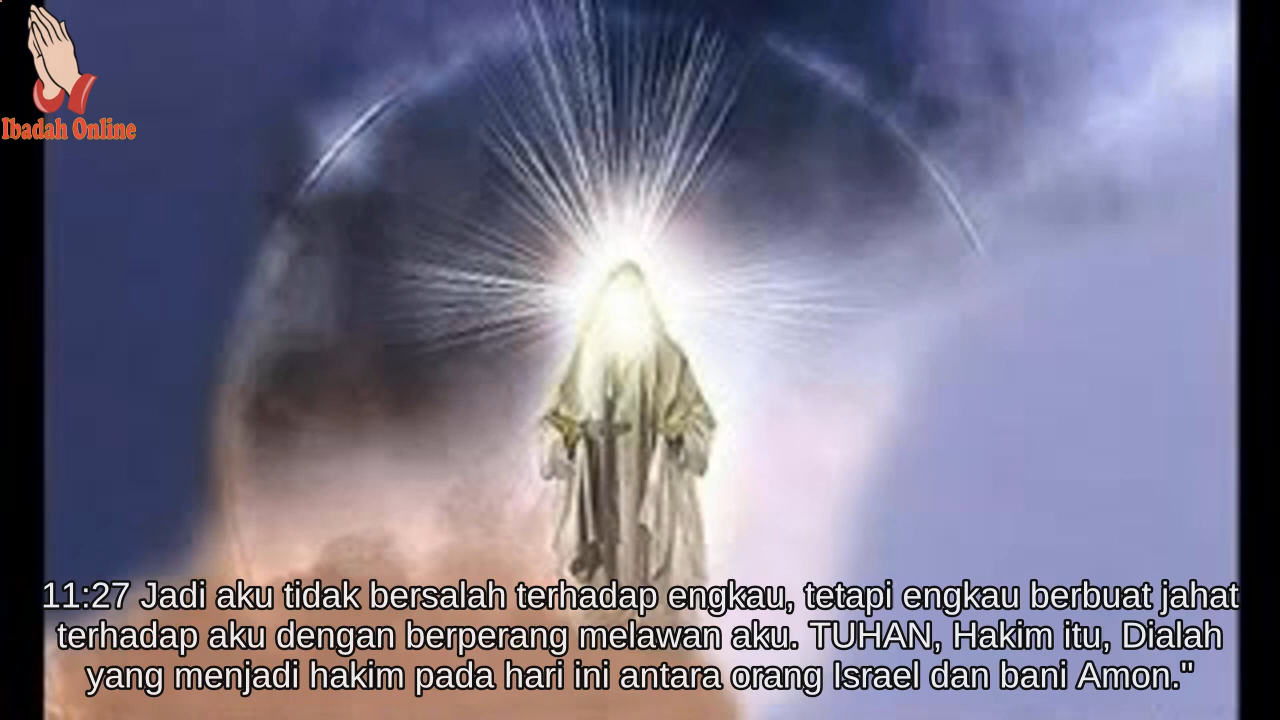 Ibadah Online
11:27 Jadi aku tidak bersalah terhadap engkau, tetapi engkau berbuat jahat
terhadap aku dengan berperang melawan aku. TUHAN, Hakim itu, Dialah
yang menjadi hakim pada hari ini antara orang Israel dan bani Amon."